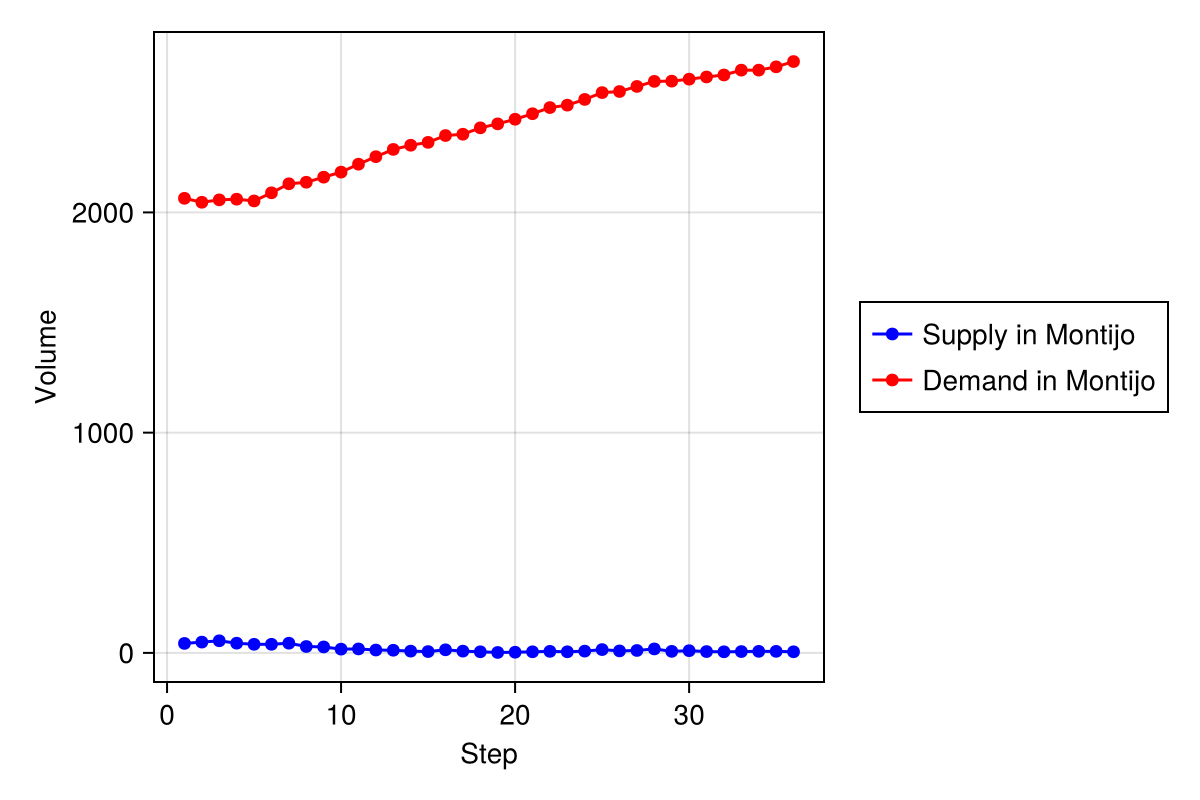 2000
1000
0
Volume
0 10 20 30
Step
Supply in Montijo
Demand in Montijo